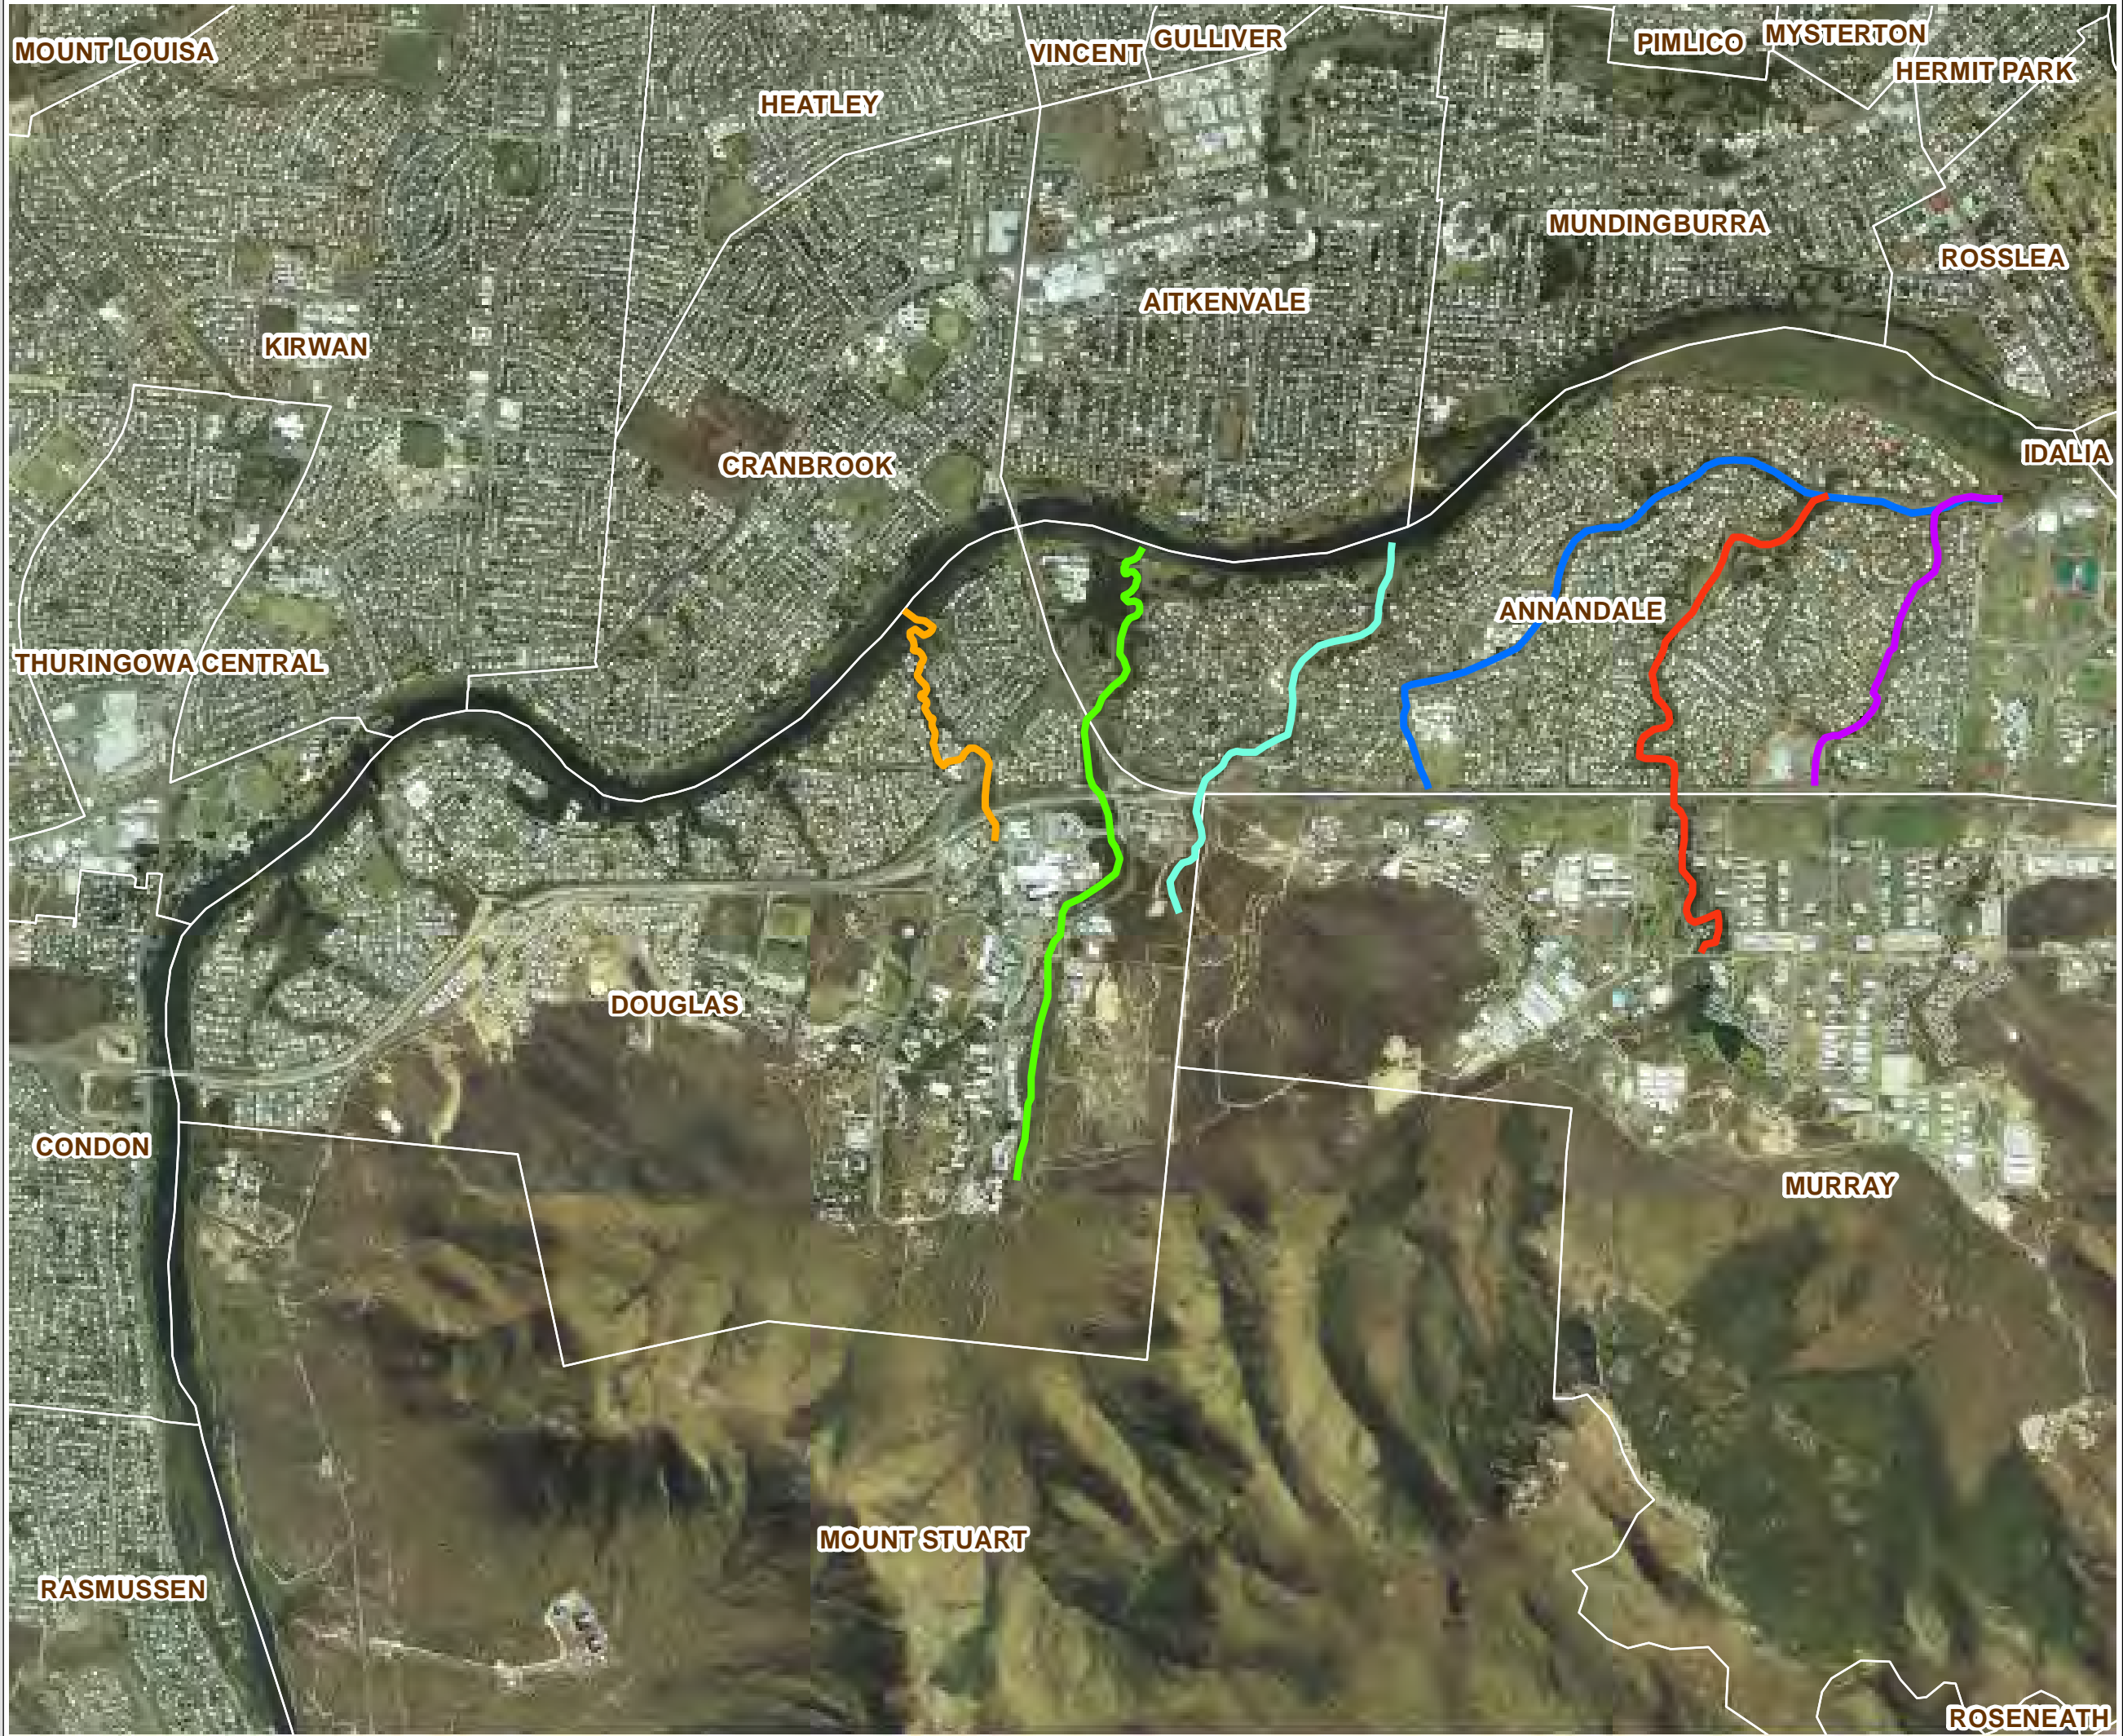 MOUNT LOUISA
VINCENT
GULLIVER
PIMLICO
MYSTERTON
HERMIT PARK
HEATLEY
MUNDINGBURRA
ROSSLEA
AITKENVALE
KIRWAN
CRANBROOK
IDALIA
ANNANDALE
THURINGOWA CENTRAL
DOUGLAS
CONDON
MURRAY
MOUNT STUART
RASMUSSEN
ROSENEATH